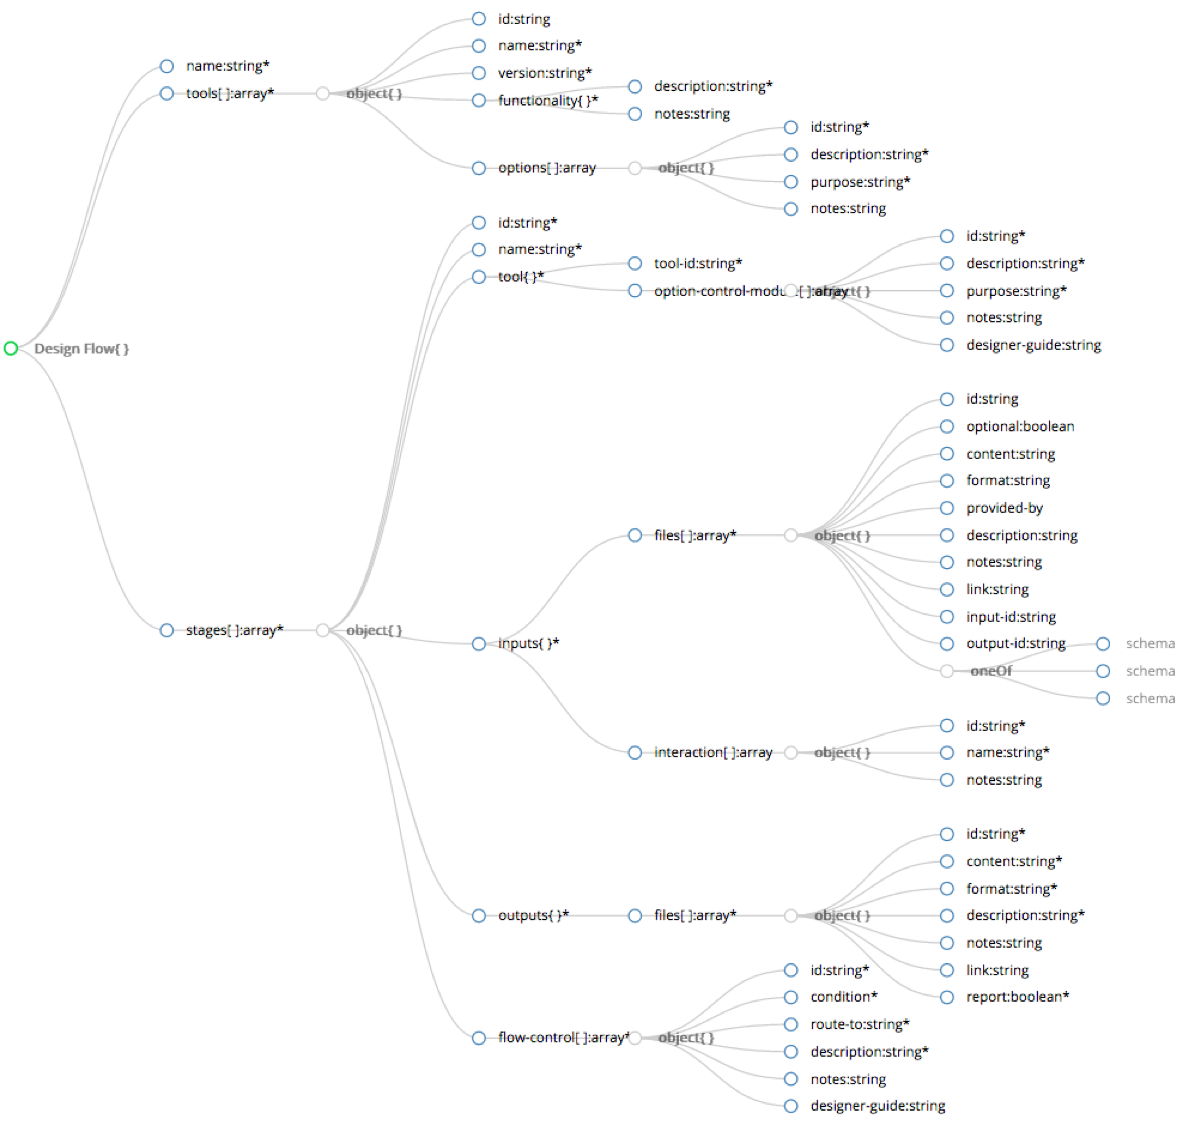 id:string
name:string*
name:string*
version:string*
tools[ ]:array*
object{ }
description:string*
functionality{ }*
notes:string
id:string*
description:string*
options[ ]:array
object{ }
purpose:string*
notes:string
id:string*
id:string*
name:string*
tool-id:string*
description:string*
tool{ }*
option-control-modu
[ ]:array
object{ }
purpose:string*
notes:string
designer-guide:string
Design Flow{ }
id:string
optional:boolean
content:string
format:string
provided-by
files[ ]:array*
object{ }
description:string
notes:string
link:string
input-id:string
stages[ ]:array*
object{ }
inputs{ }*
output-id:string
schema
oneOf
schema
schema
id:string*
interaction[ ]:array
object{ }
name:string*
notes:string
id:string*
content:string*
format:string*
outputs{ }*
files[ ]:array*
object{ }
description:string*
notes:string
id:string*
link:string
condition*
report:boolean*
route-to:string*
flow-control[ ]:array*
object{ }
description:string*
notes:string
designer-guide:string